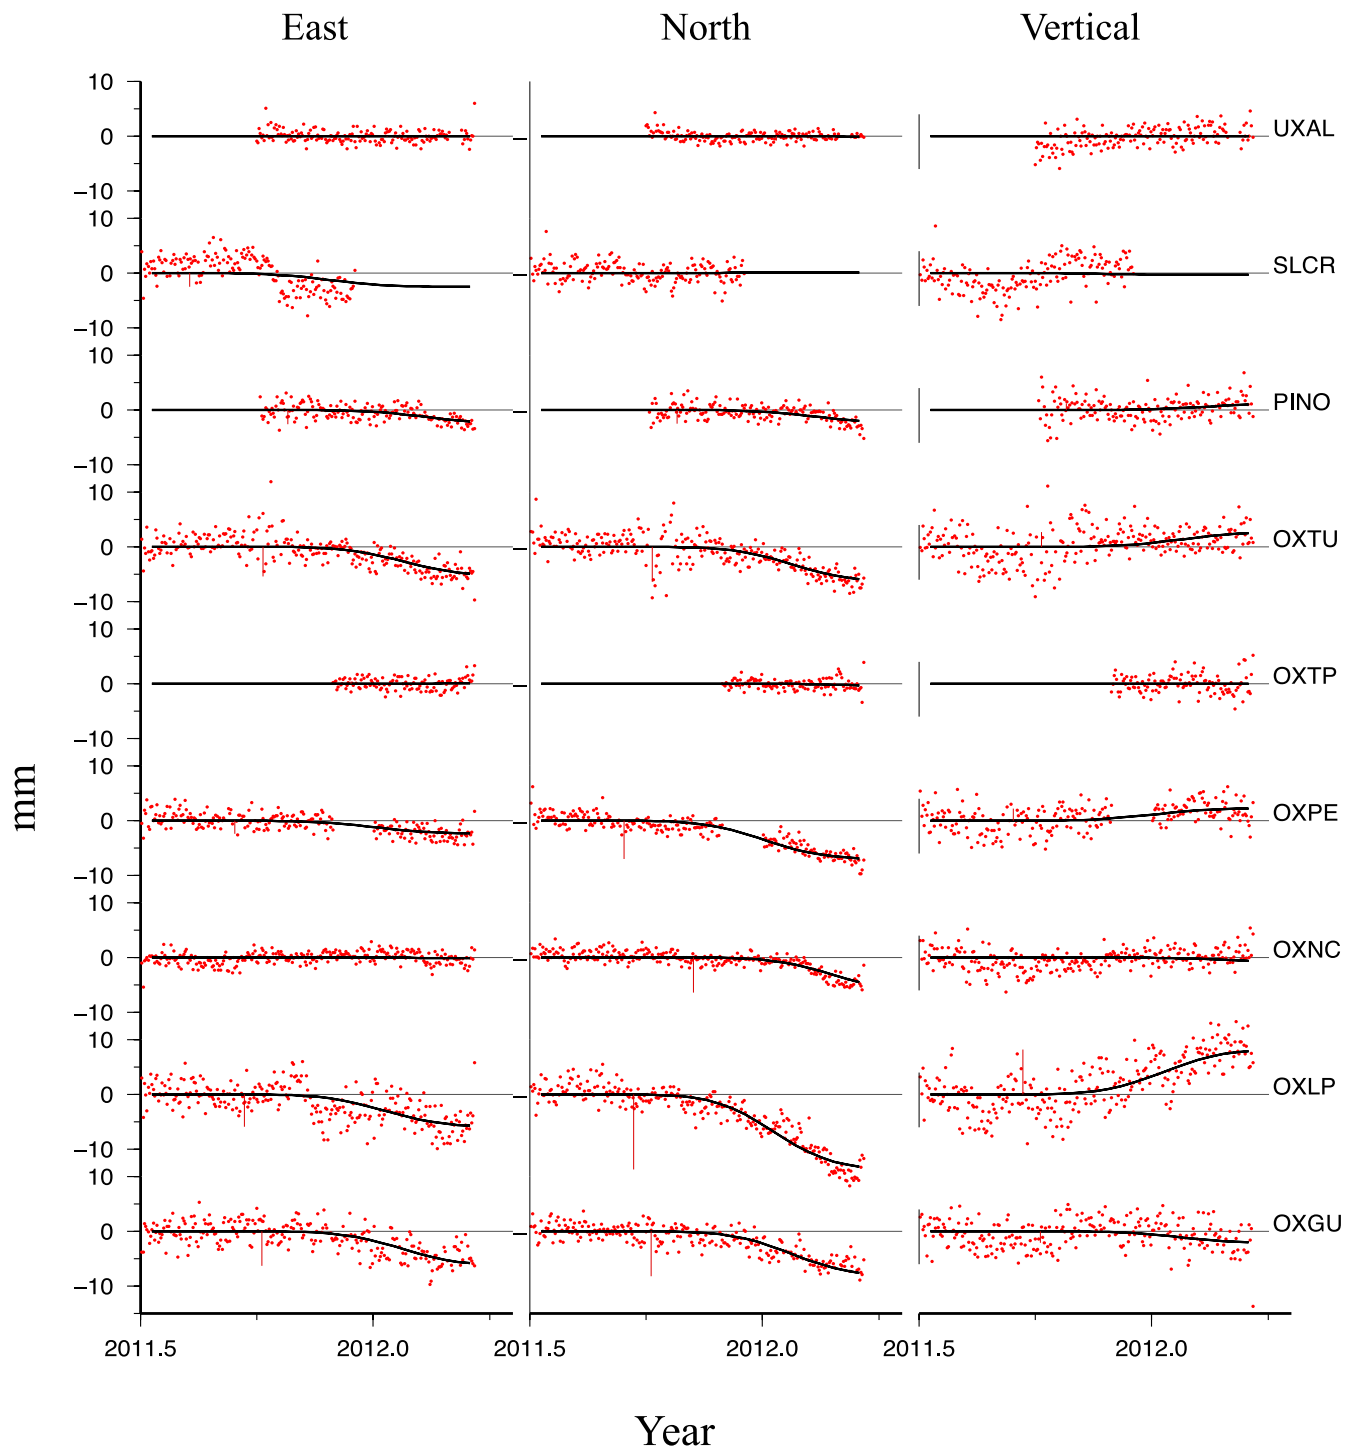 East North Vertical
10
0 UXAL
−10
10
0 SLCR
−10
10
0 PINO
−10
10
0 OXTU
−10
10
0 OXTP
−10
10
0 OXPE
−10
10
0 OXNC
−10
10
0 OXLP
−10
10
0 OXGU
−10
mm
2011.5 2012.0 2011.5 2012.0 2011.5 2012.0
Year